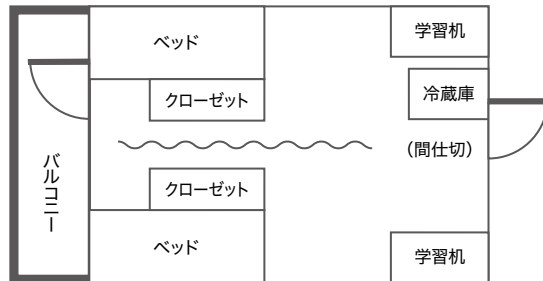 ベッド
学習机
クローゼット
冷蔵庫
(間仕切)
バルコニー
クローゼット
ベッド
学習机